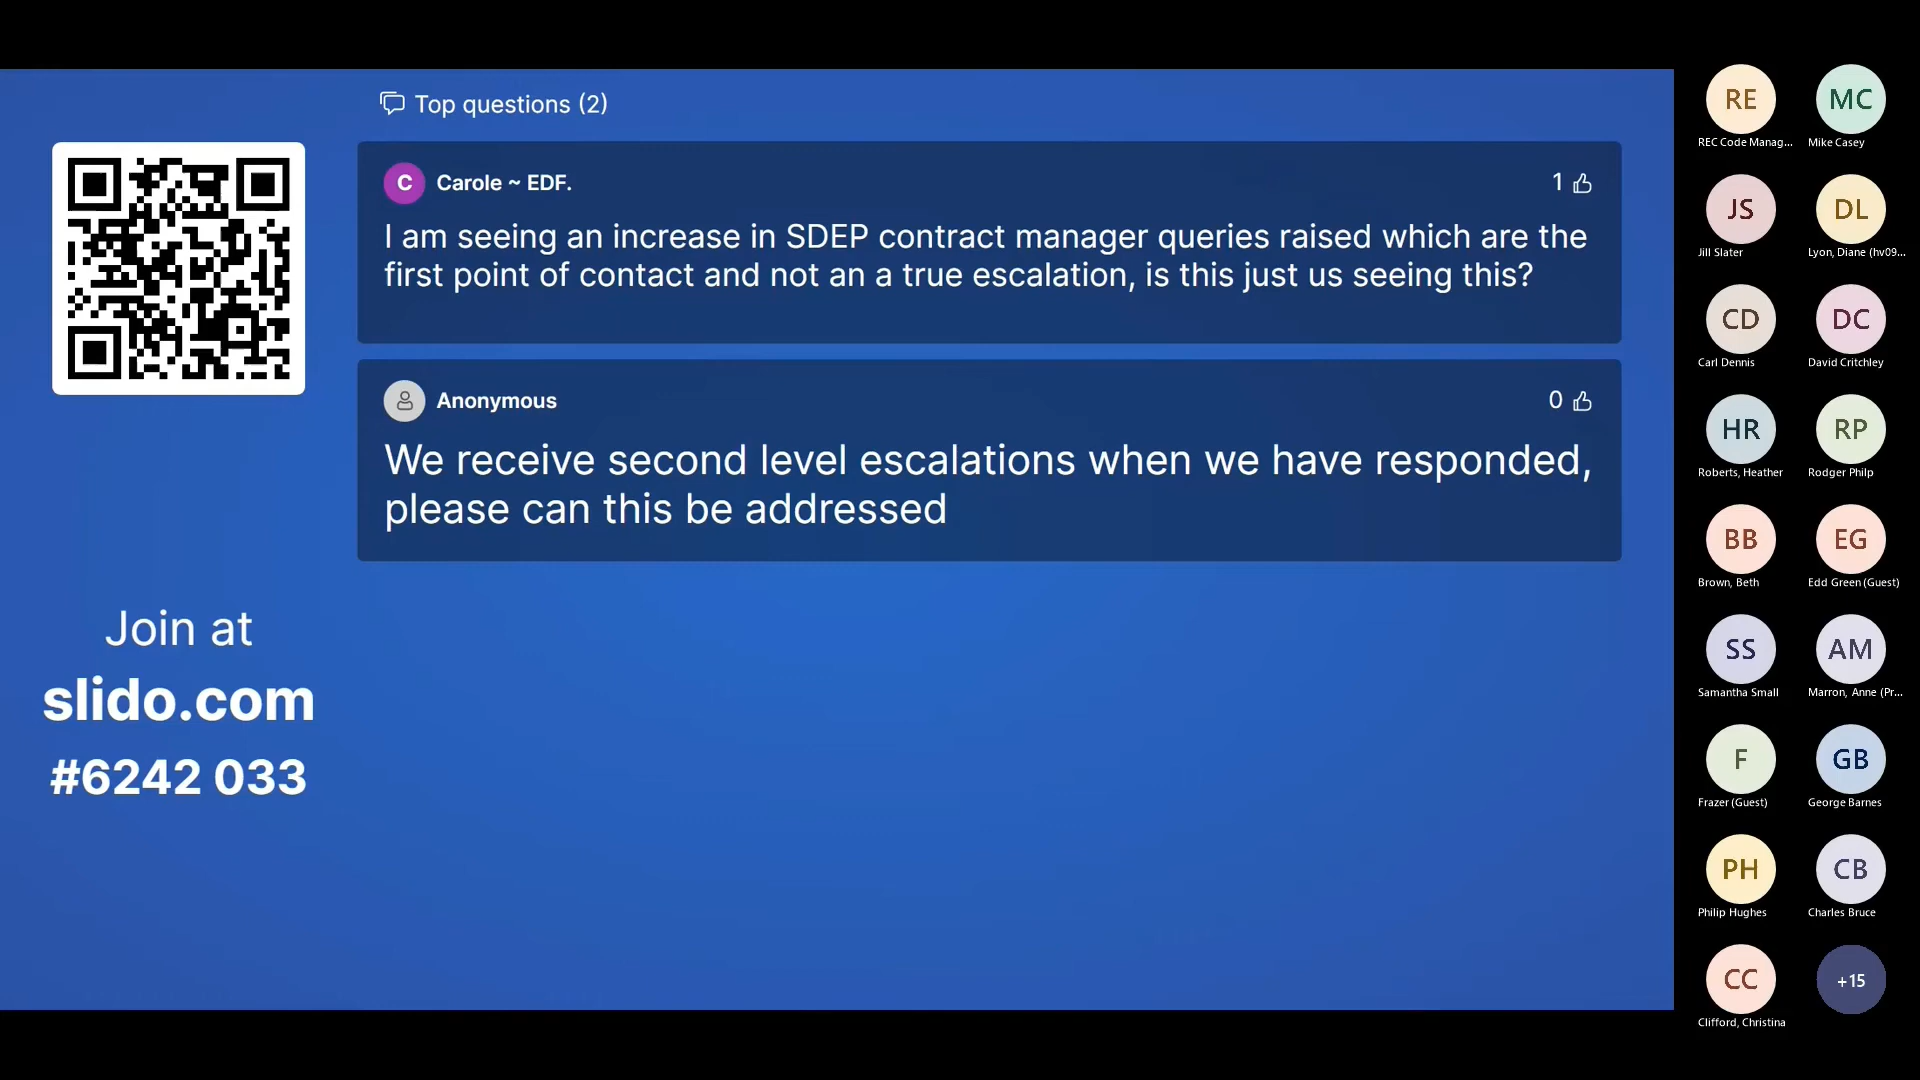 Top questions (2)
C
Carole ~ EDF.
1
I am seeing an increase in SDEP contract manager queries raised which are the
first point of contact and not an a true escalation, is this just us seeing this?
Anonymous
0
We receive second level escalations when we have responded,
please can this be addressed
Join at
slido.com
#6242 033
RE
MC
REC Code Manag...
Mike Casey
JS
DL
Jill Slater
Lyon, Diane (hv09...
CD
DC
Carl Dennis
David Critchley
HR
RP
Roberts, Heather
Rodger Philp
BB
EG
Brown, Beth
Edd Green (Guest)
SS
AM
Samantha Small
Marron, Anne (Pr...
F
GB
Frazer (Guest)
George Barnes
PH
CB
Philip Hughes
Charles Bruce
CC
+15
Clifford, Christina